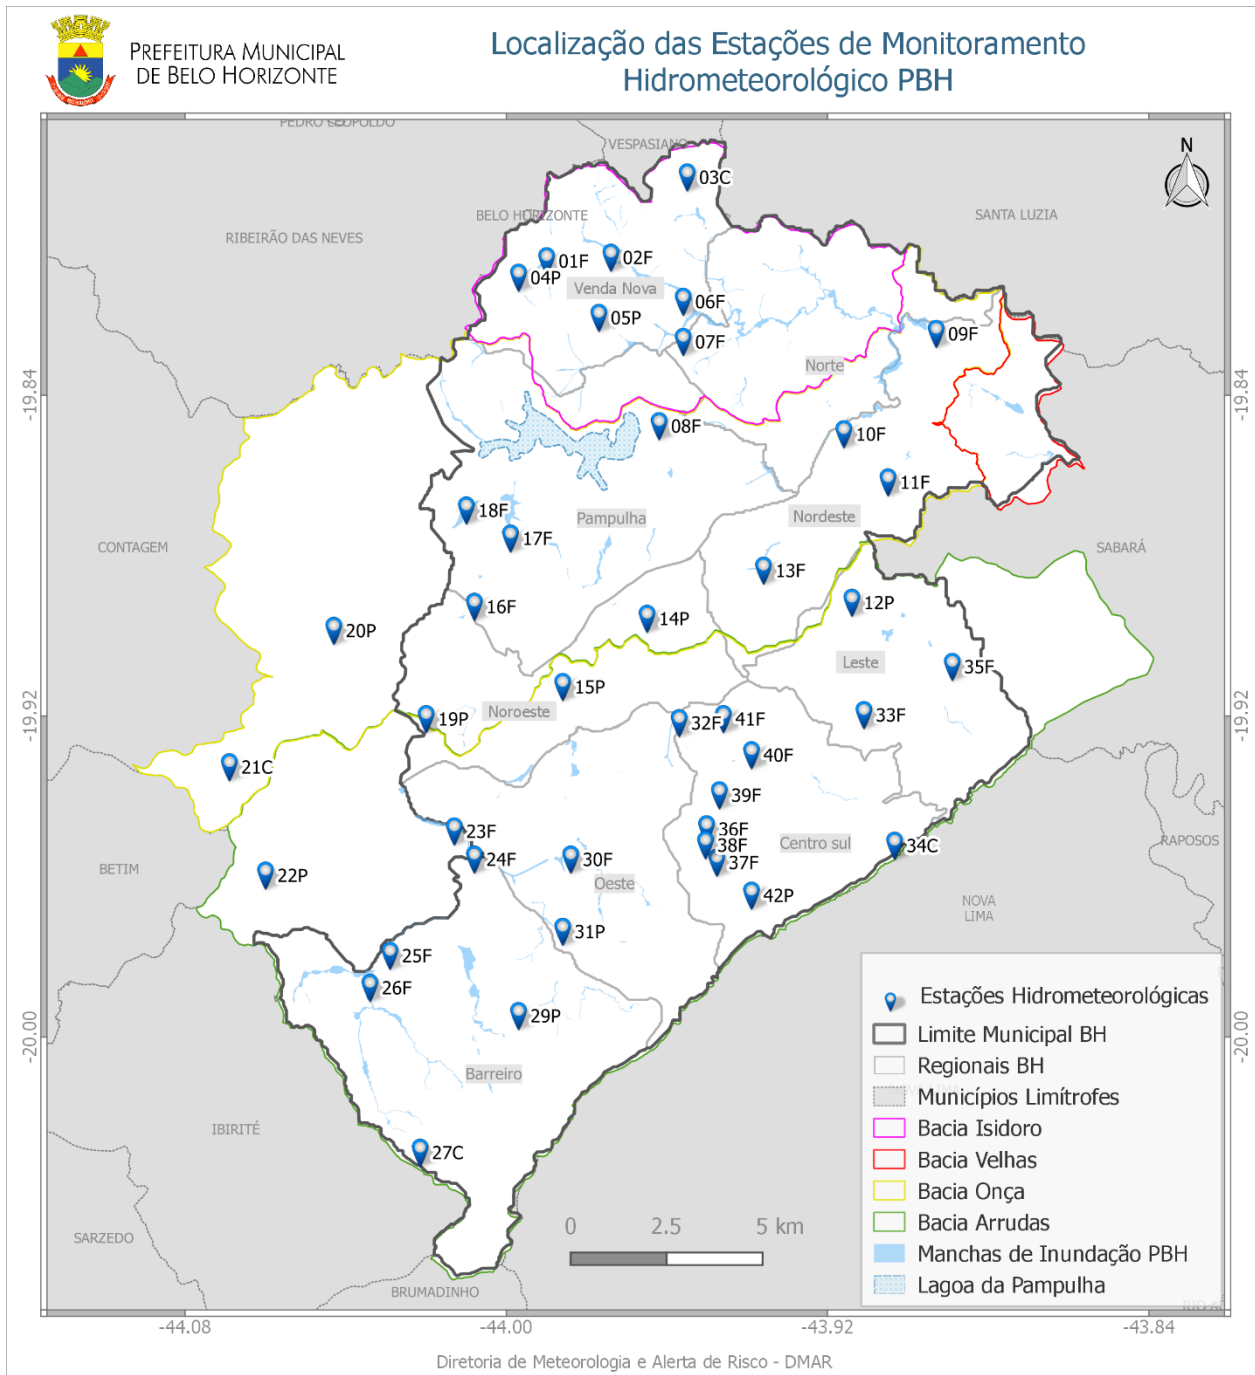 PREFEITURA MUNICIPAL
DE BELO HORIZONTE
Localização das Estações de Monitoramento
Hidrometeorológico PBH
PEDRO LEOPOLDO
VESPASIANO
N
03C
BELO HORIZONTE
SANTA LUZIA
RIBEIRÃO DAS NEVES
01F
02F
04P
Venda Nova
06F
05P
09F
07F
Norte
-19.84
-19.84
08F
10F
11F
18F
Pampulha
Nordeste
17F
CONTAGEM
SABARÁ
13F
16F
12P
14P
20P
Leste
35F
15P
Noroeste
19P
32F
41F
33F
-19.92
-19.92
40F
21C
39F
23F
36F
38F
Centro sul
34C
RAPOSOS
24F
30F
37F
BETIM
22P
Oeste
42P
NOVA
LIMA
31P
25F
26F
29P
-20.00
-20.00
Barreiro
IBIRITÉ
27C
SARZEDO
BRUMADINHO
0 2.5 5 km
Estações Hidrometeorológicas
Limite Municipal BH
Regionais BH
Municípios Limítrofes
Bacia Isidoro
Bacia Velhas
Bacia Onça
Bacia Arrudas
Manchas de Inundação PBH
Lagoa da Pampulha
-44.08
-44.00
-43.92
-43.84
Diretoria de Meteorologia e Alerta de Risco - DMAR